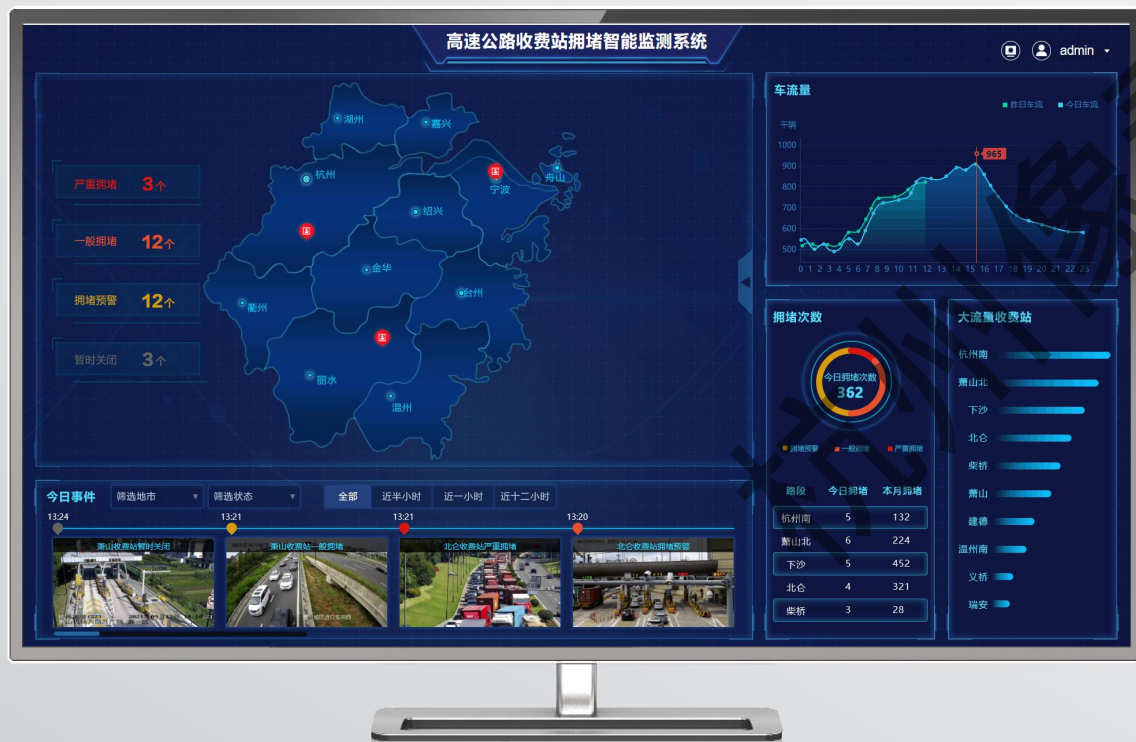 高速公路收费站拥堵智能监测系统
admin
严重拥堵 3个
一般拥堵 12个
拥堵预警 12个
暂时关闭 3个
湖州
嘉兴
杭州
宁波
舟山
绍兴
金华
台州
衢州
丽水
温州
车流量
昨日车流 今日车流
千辆
1000
900
800
700
600
500
965
0 1 2 3 4 5 6 7 8 9 10 11 12 13 14 15 16 17 18 19 20 21 22 23
拥堵次数
今日拥堵次数
362
拥堵预警 一般拥堵 严重拥堵
路段 今日拥堵 本月拥堵
杭州南 5 132
萧山北 6 224
下沙 5 452
北仑 4 321
柴桥 3 28
大流量收费站
杭州南
萧山北
下沙
北仑
柴桥
萧山
建德
温州南
义桥
瑞安
今日事件 筛选地市 筛选状态 全部 近半小时 近一小时 近十二小时
13:24 13:21 13:21 13:20
萧山收费站暂时关闭 萧山收费站一般拥堵 北仑收费站严重拥堵 北仑收费站拥堵预警
杭州像